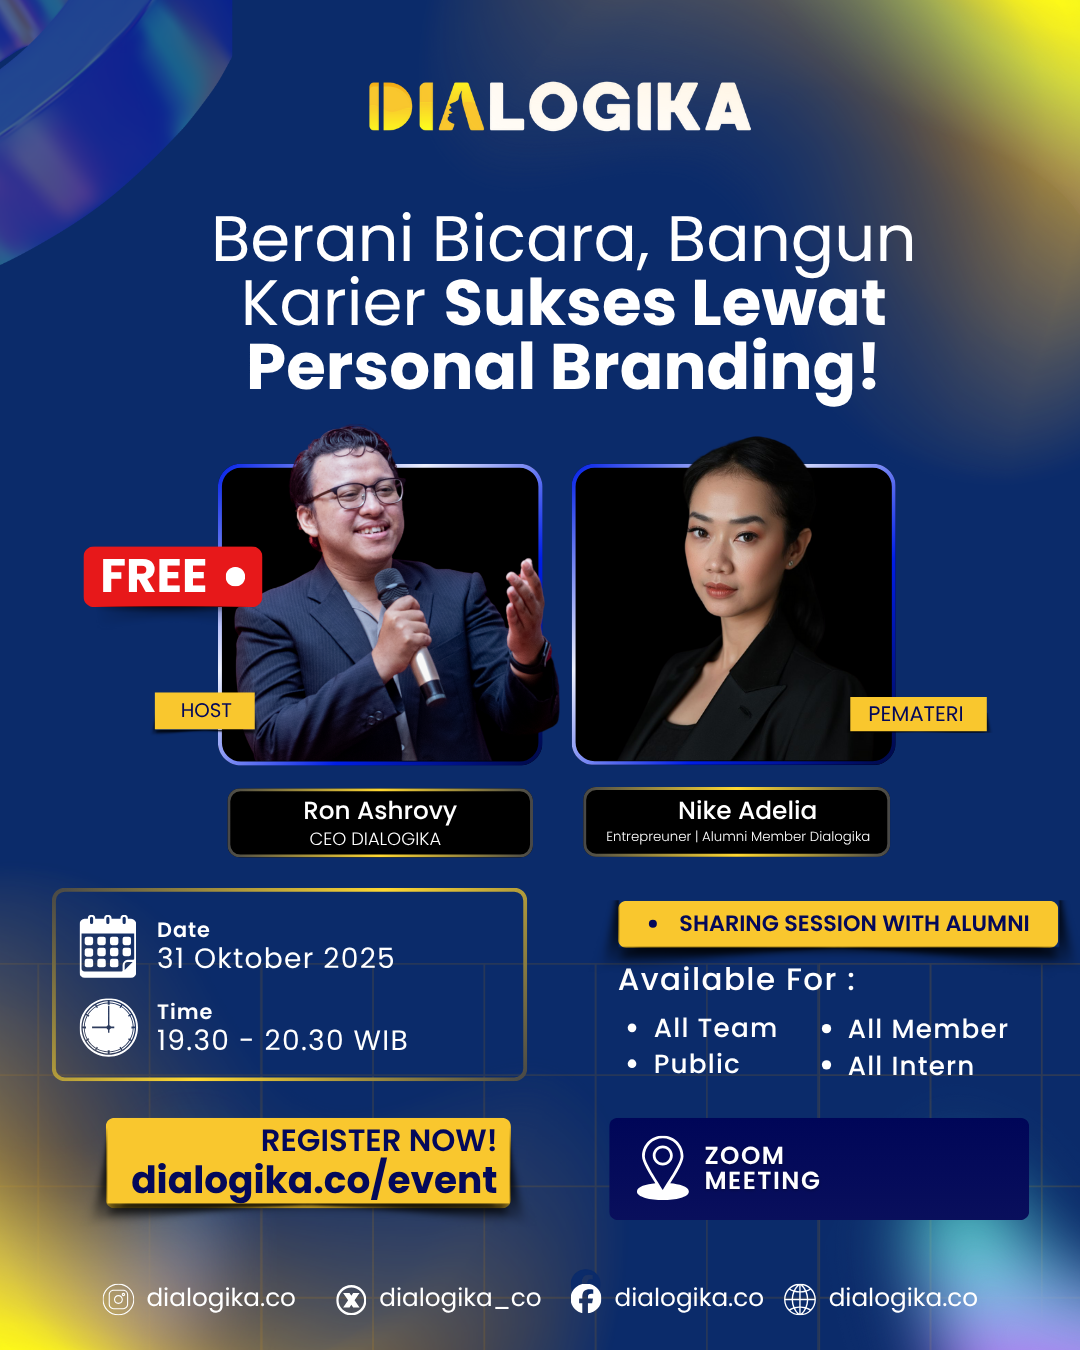 DIALOGIKA
Berani Bicara, Bangun
Karier Sukses Lewat
Personal Branding!
FREE
HOST
PEMATERI
Ron Ashrovy
CEO DIALOGIKA
Nike Adelia
Entrepreuner | Alumni Member Dialogika
Date
31 Oktober 2025
Time
19.30 - 20.30 WIB
• SHARING SESSION WITH ALUMNI
Available For :
• All Team
• Public
• All Member
• All Intern
REGISTER NOW!
dialogika.co/event
ZOOM
MEETING
dialogika.co
dialogika_co
dialogika.co
dialogika.co